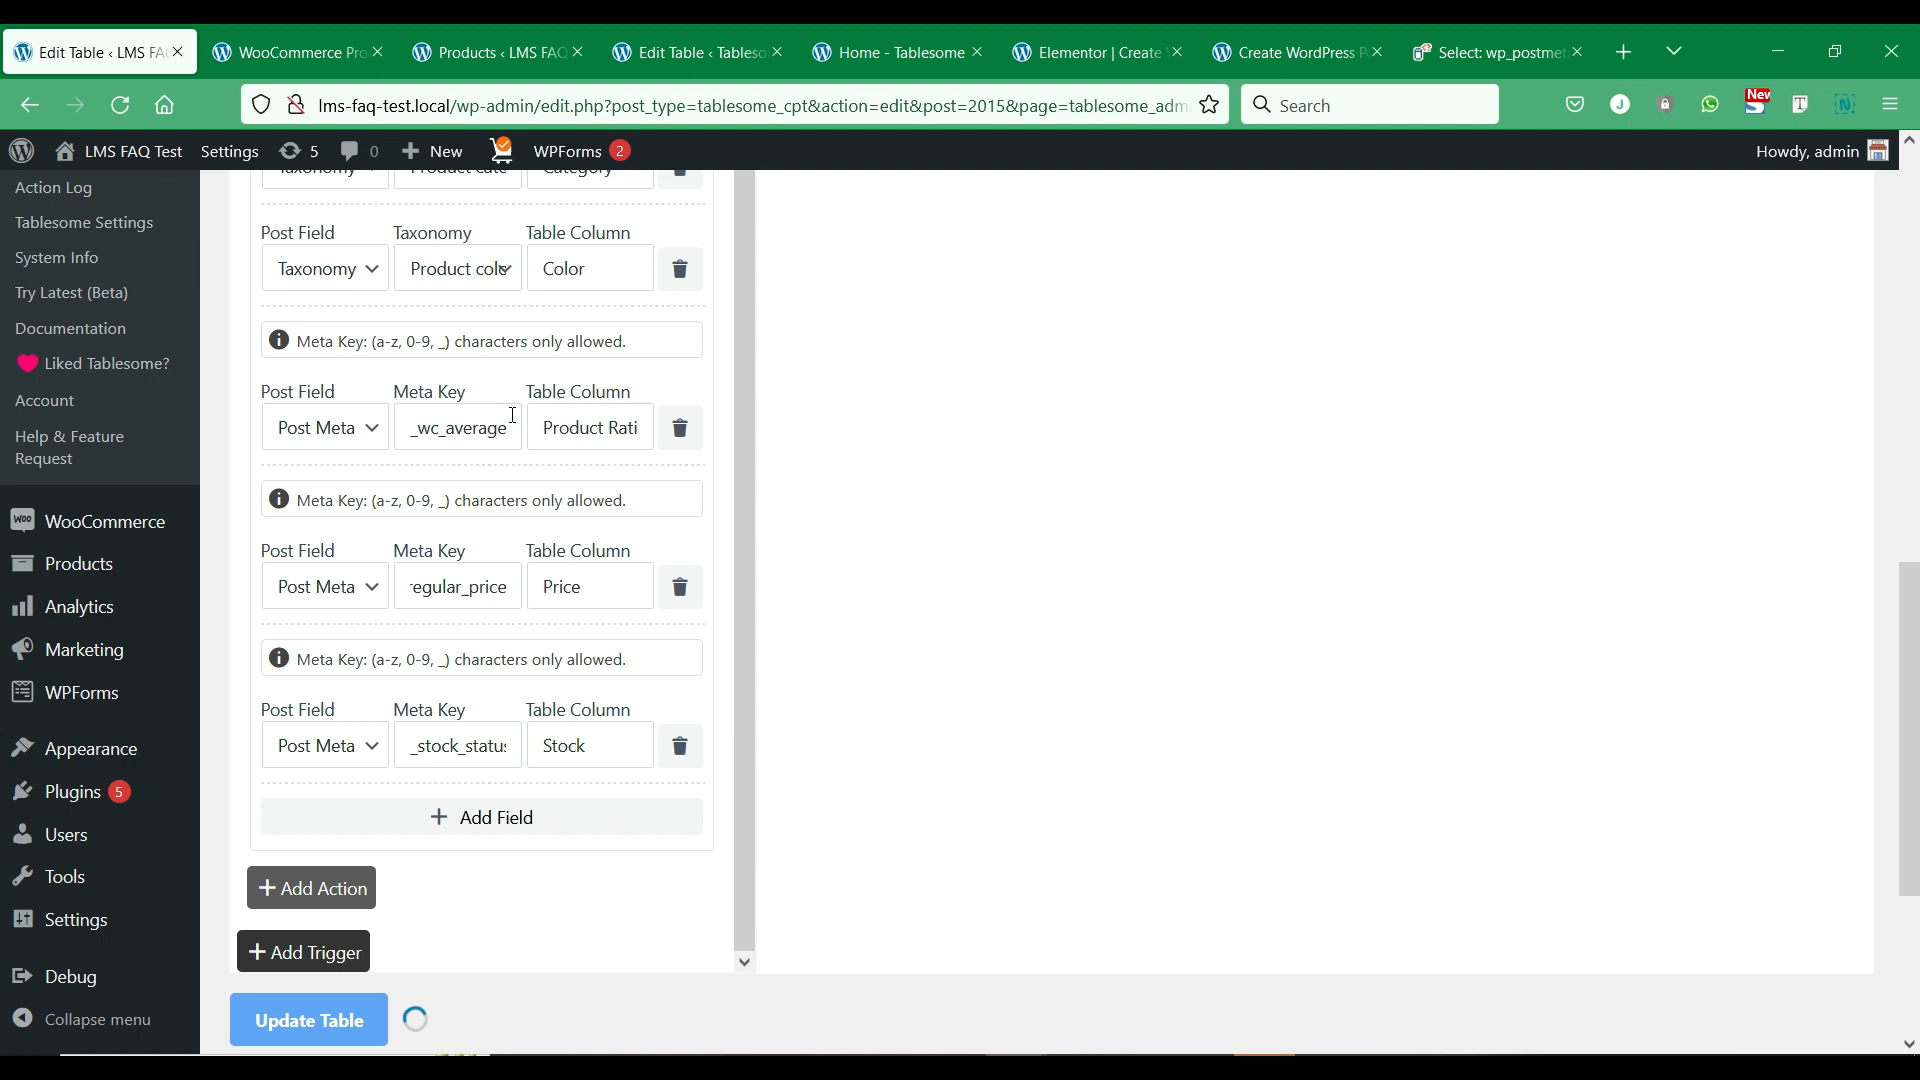 Edit Table ‹ LMS FA
WooCommerce Pro
Products ‹ LMS FAQ
Edit Table ‹ Tableso
Home - Tablesome
Elementor | Create
Create WordPress P
Select: wp_postmet
lms-faq-test.local/wp-admin/edit.php?post_type=tablesome_cpt&action=edit&post=2015&page=tablesome_adm
Search
J
New
S
T
N
LMS FAQ Test
Settings
5
0
New
WPForms 2
Howdy, admin
Action Log
Tablesome Settings
System Info
Try Latest (Beta)
Documentation
Liked Tablesome?
Account
Help & Feature
Request
WooCommerce
Products
Analytics
Marketing
WPForms
Appearance
Plugins 5
Users
Tools
Settings
Debug
Collapse menu
Taxonomy Product cate Category
Post Field Taxonomy Table Column
Taxonomy Product colo Color
Meta Key: (a-z, 0-9, _) characters only allowed.
Post Field Meta Key Table Column
Post Meta _wc_average Product Rati
Meta Key: (a-z, 0-9, _) characters only allowed.
Post Field Meta Key Table Column
Post Meta egular_price Price
Meta Key: (a-z, 0-9, _) characters only allowed.
Post Field Meta Key Table Column
Post Meta _stock_statu Stock
+ Add Field
+ Add Action
+ Add Trigger
Update Table